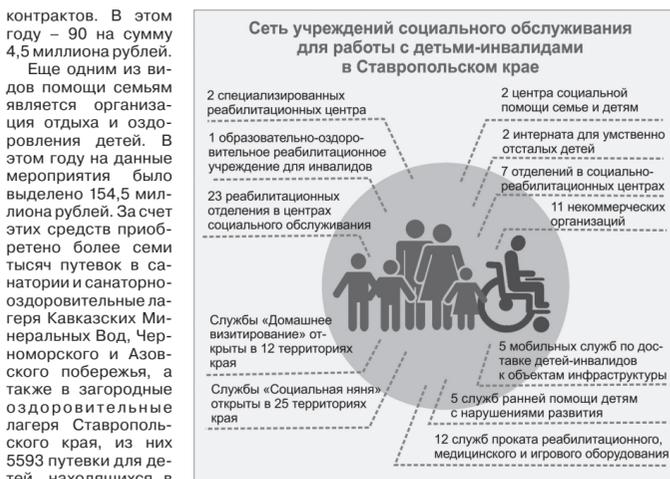 контрактов. В этом
году – 90 на сумму
4,5 миллиона рублей.
Еще одним из ви-
дов помощи семьям
является организа-
ция отдыха и оздо-
ровления детей. В
этом году на данные
мероприятия было
выделено 154,5 мил-
лиона рублей. За счет
этих средств приоб-
ретено более семи
тысяч путевок в са-
натории и санаторно-
оздоровительные ла-
геря Кавказских Ми-
неральных Вод, Чер-
номорского и Азов-
ского побережья, а
также в загородные
оздоровительные
лагеря Ставрополь-
ского края, из них
5593 путевки для де-
тей, находящихся в
Сеть учреждений социального обслуживания
для работы с детьми-инвалидами
в Ставропольском крае
2 специализированных
реабилитационных центра
1 образовательно-оздоро-
вительное реабилитационное
учреждение для инвалидов
23 реабилитационных
отделения в центрах
социального обслуживания
Службы «Домашнее
визитирование» от-
крыты в 12 территориях
края
Службы «Социальная няня»
открыты в 25 территориях
края
2 центра социальной
помощи семье и детям
2 интерната для умственно
отсталых детей
7 отделений в социально-
реабилитационных центрах
11 некоммерческих
организаций
5 мобильных служб по дос-
тавке детей-инвалидов
к объектам инфраструктуры
5 служб ранней помощи детям
с нарушениями развития
12 служб проката реабилитационного,
медицинского и игрового оборудования